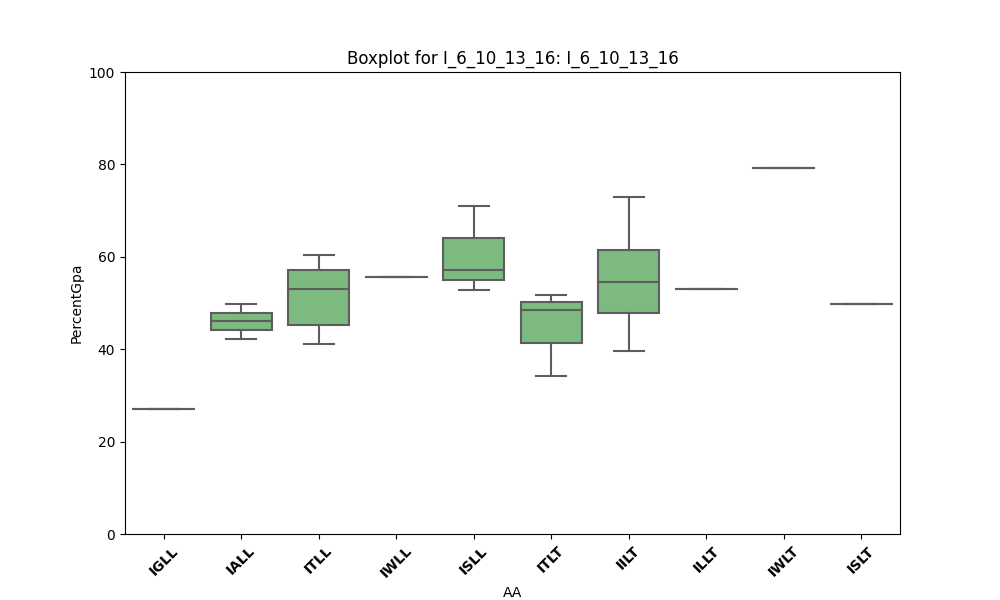 Boxplot for I_6_10_13_16: I_6_10_13_16
PercentGpa
100
80
60
40
20
0
IGLL
IALL
ITLL
IWLL
ISLL
ITLT
IILT
ILLT
IWLT
ISLT
AA